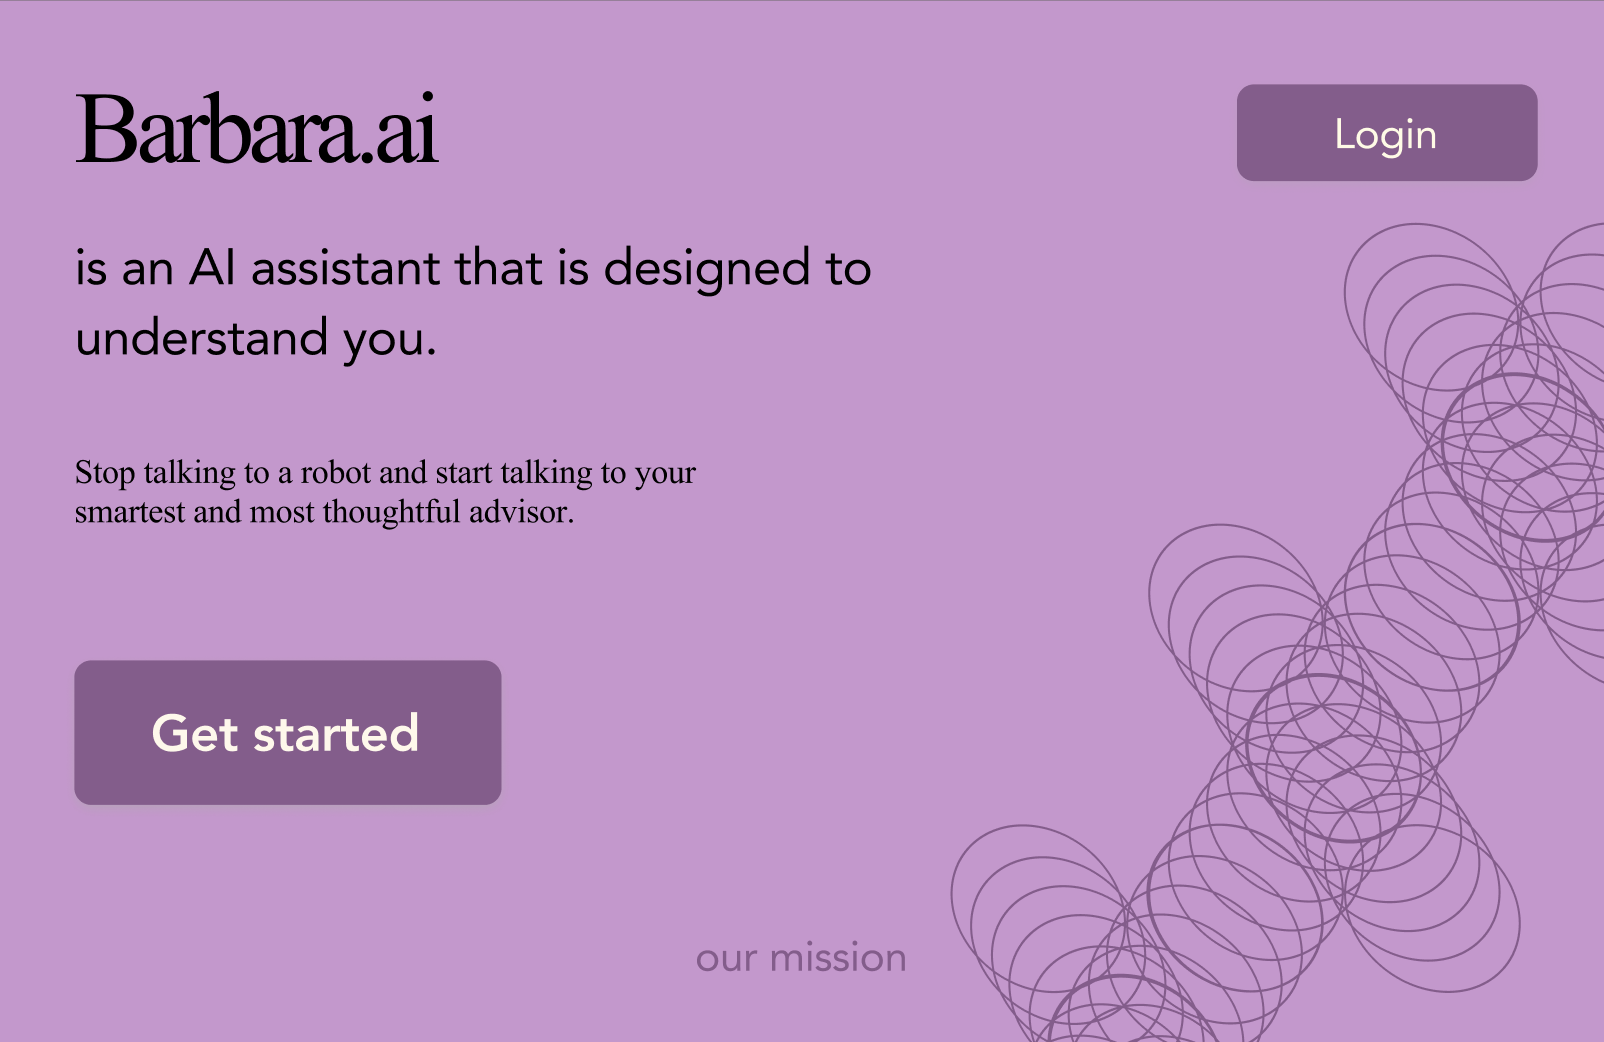 Barbara.ai
Login
is an AI assistant that is designed to
understand you.
Stop talking to a robot and start talking to your
smartest and most thoughtful advisor.
Get started
our mission